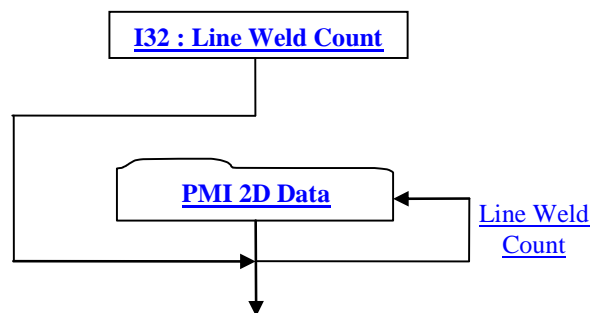 I32 : Line Weld Count
PMI 2D Data
Line Weld
Count